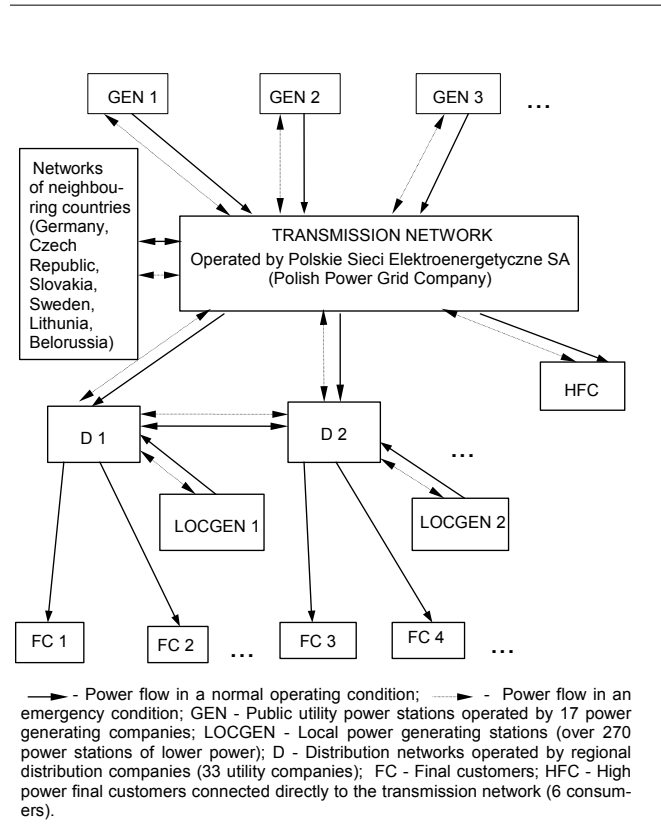 GEN 1
GEN 2
GEN 3
...
Networks
of neighbou-
ring countries
(Germany,
Czech
Republic,
Slovakia,
Sweden,
Lithunia,
Belorussia)
TRANSMISSION NETWORK
Operated by Polskie Sieci Elektroenergetyczne SA
(Polish Power Grid Company)
HFC
D 1
D 2
...
LOCGEN 1
LOCGEN 2
FC 1
FC 2
...
FC 3
FC 4
...
- Power flow in a normal operating condition; - Power flow in an
emergency condition; GEN - Public utility power stations operated by 17 power
generating companies; LOCGEN - Local power generating stations (over 270
power stations of lower power); D - Distribution networks operated by regional
distribution companies (33 utility companies); FC - Final customers; HFC - High
power final customers connected directly to the transmission network (6 consum-
ers).